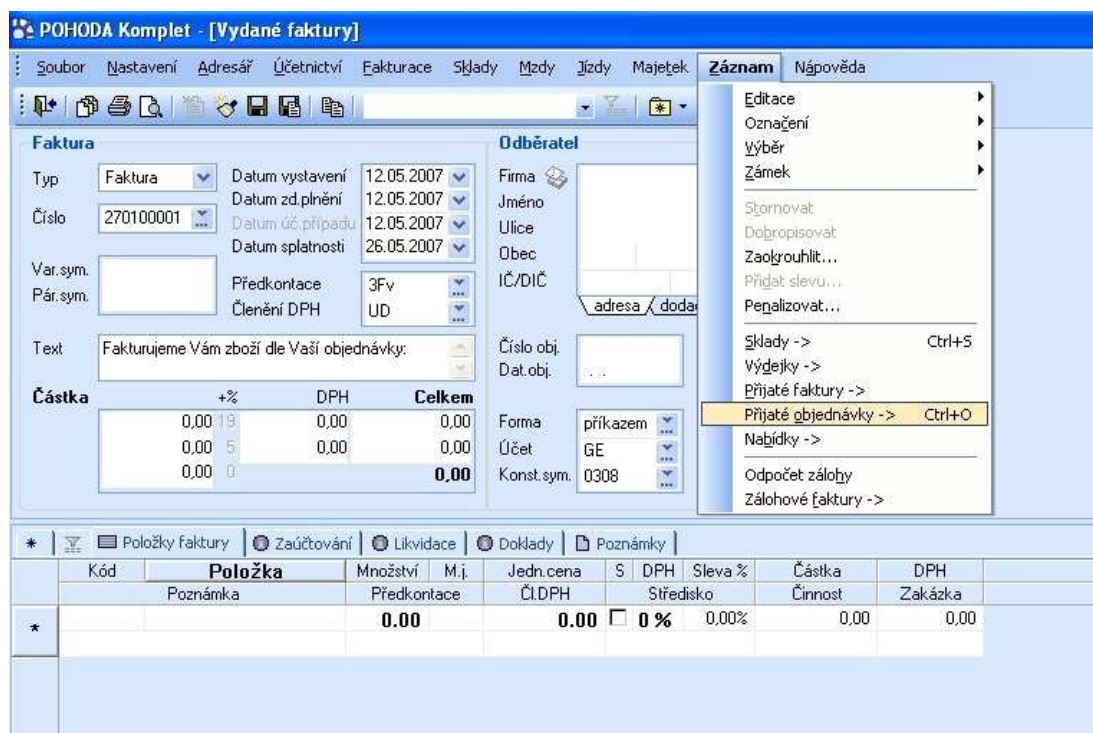 POHODA Komplet - [Vydané faktury]
Soubor Nastavení Adresář Účetnictví Fakturace Sklady Mzdy Jízdy Majetek Záznam Nápověda
Faktura
Typ Faktura
Číslo 270100001
Var.sym.
Pár.sym.
Datum vystavení 12.05.2007
Datum zd.plnění 12.05.2007
Datum úč.případu 12.05.2007
Datum splatnosti 26.05.2007
Předkontace 3Fv
Členění DPH UD
Text Fakturujeme Vám zboží dle Vaší objednávky:
Částka +% DPH Celkem
0,00 19 0,00 0,00
0,00 5 0,00 0,00
0,00 0 0,00
Odběratel
Firma
Jméno
Ulice
Obec
IČ/DIČ
adresa
Číslo obj.
Dat.obj. . .
Forma příkazem
Účet GE
Konst.sym. 0308
Editace
Označení
Výběr
Zámek
Stornovat
Dobropisovat
Zaokrouhlit...
Přidat slevu...
Penalizovat...
Sklady -> Ctrl+S
Výdejky ->
Přijaté faktury ->
Přijaté objednávky -> Ctrl+O
Nabídky ->
Odpočet zálohy
Zálohové faktury ->
* Položky faktury Zaúčtování Likvidace Doklady Poznámky
Kód Položka Množství M.j. Jedn.cena S DPH Sleva % Částka DPH
Poznámka Předkontace Čl.DPH Středisko Činnost Zakázka
* 0.00 0.00 0 % 0,00% 0,00 0,00